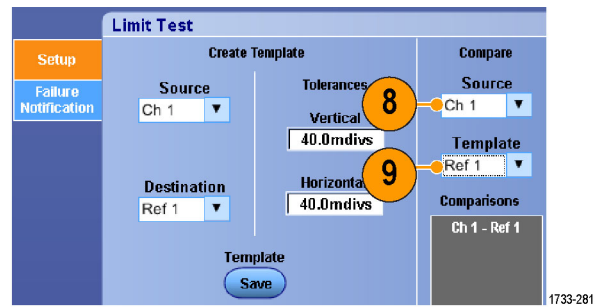 Limit Test
Setup
Failure
Notification
Create Template
Source
Ch 1
Destination
Ref 1
Tolerances
Vertical
40.0mdivs
Horizonta
40.0mdivs
Template
Save
Compare
8
Source
Ch 1
9
Template
Ref 1
Comparisons
Ch 1 - Ref 1
1733-281